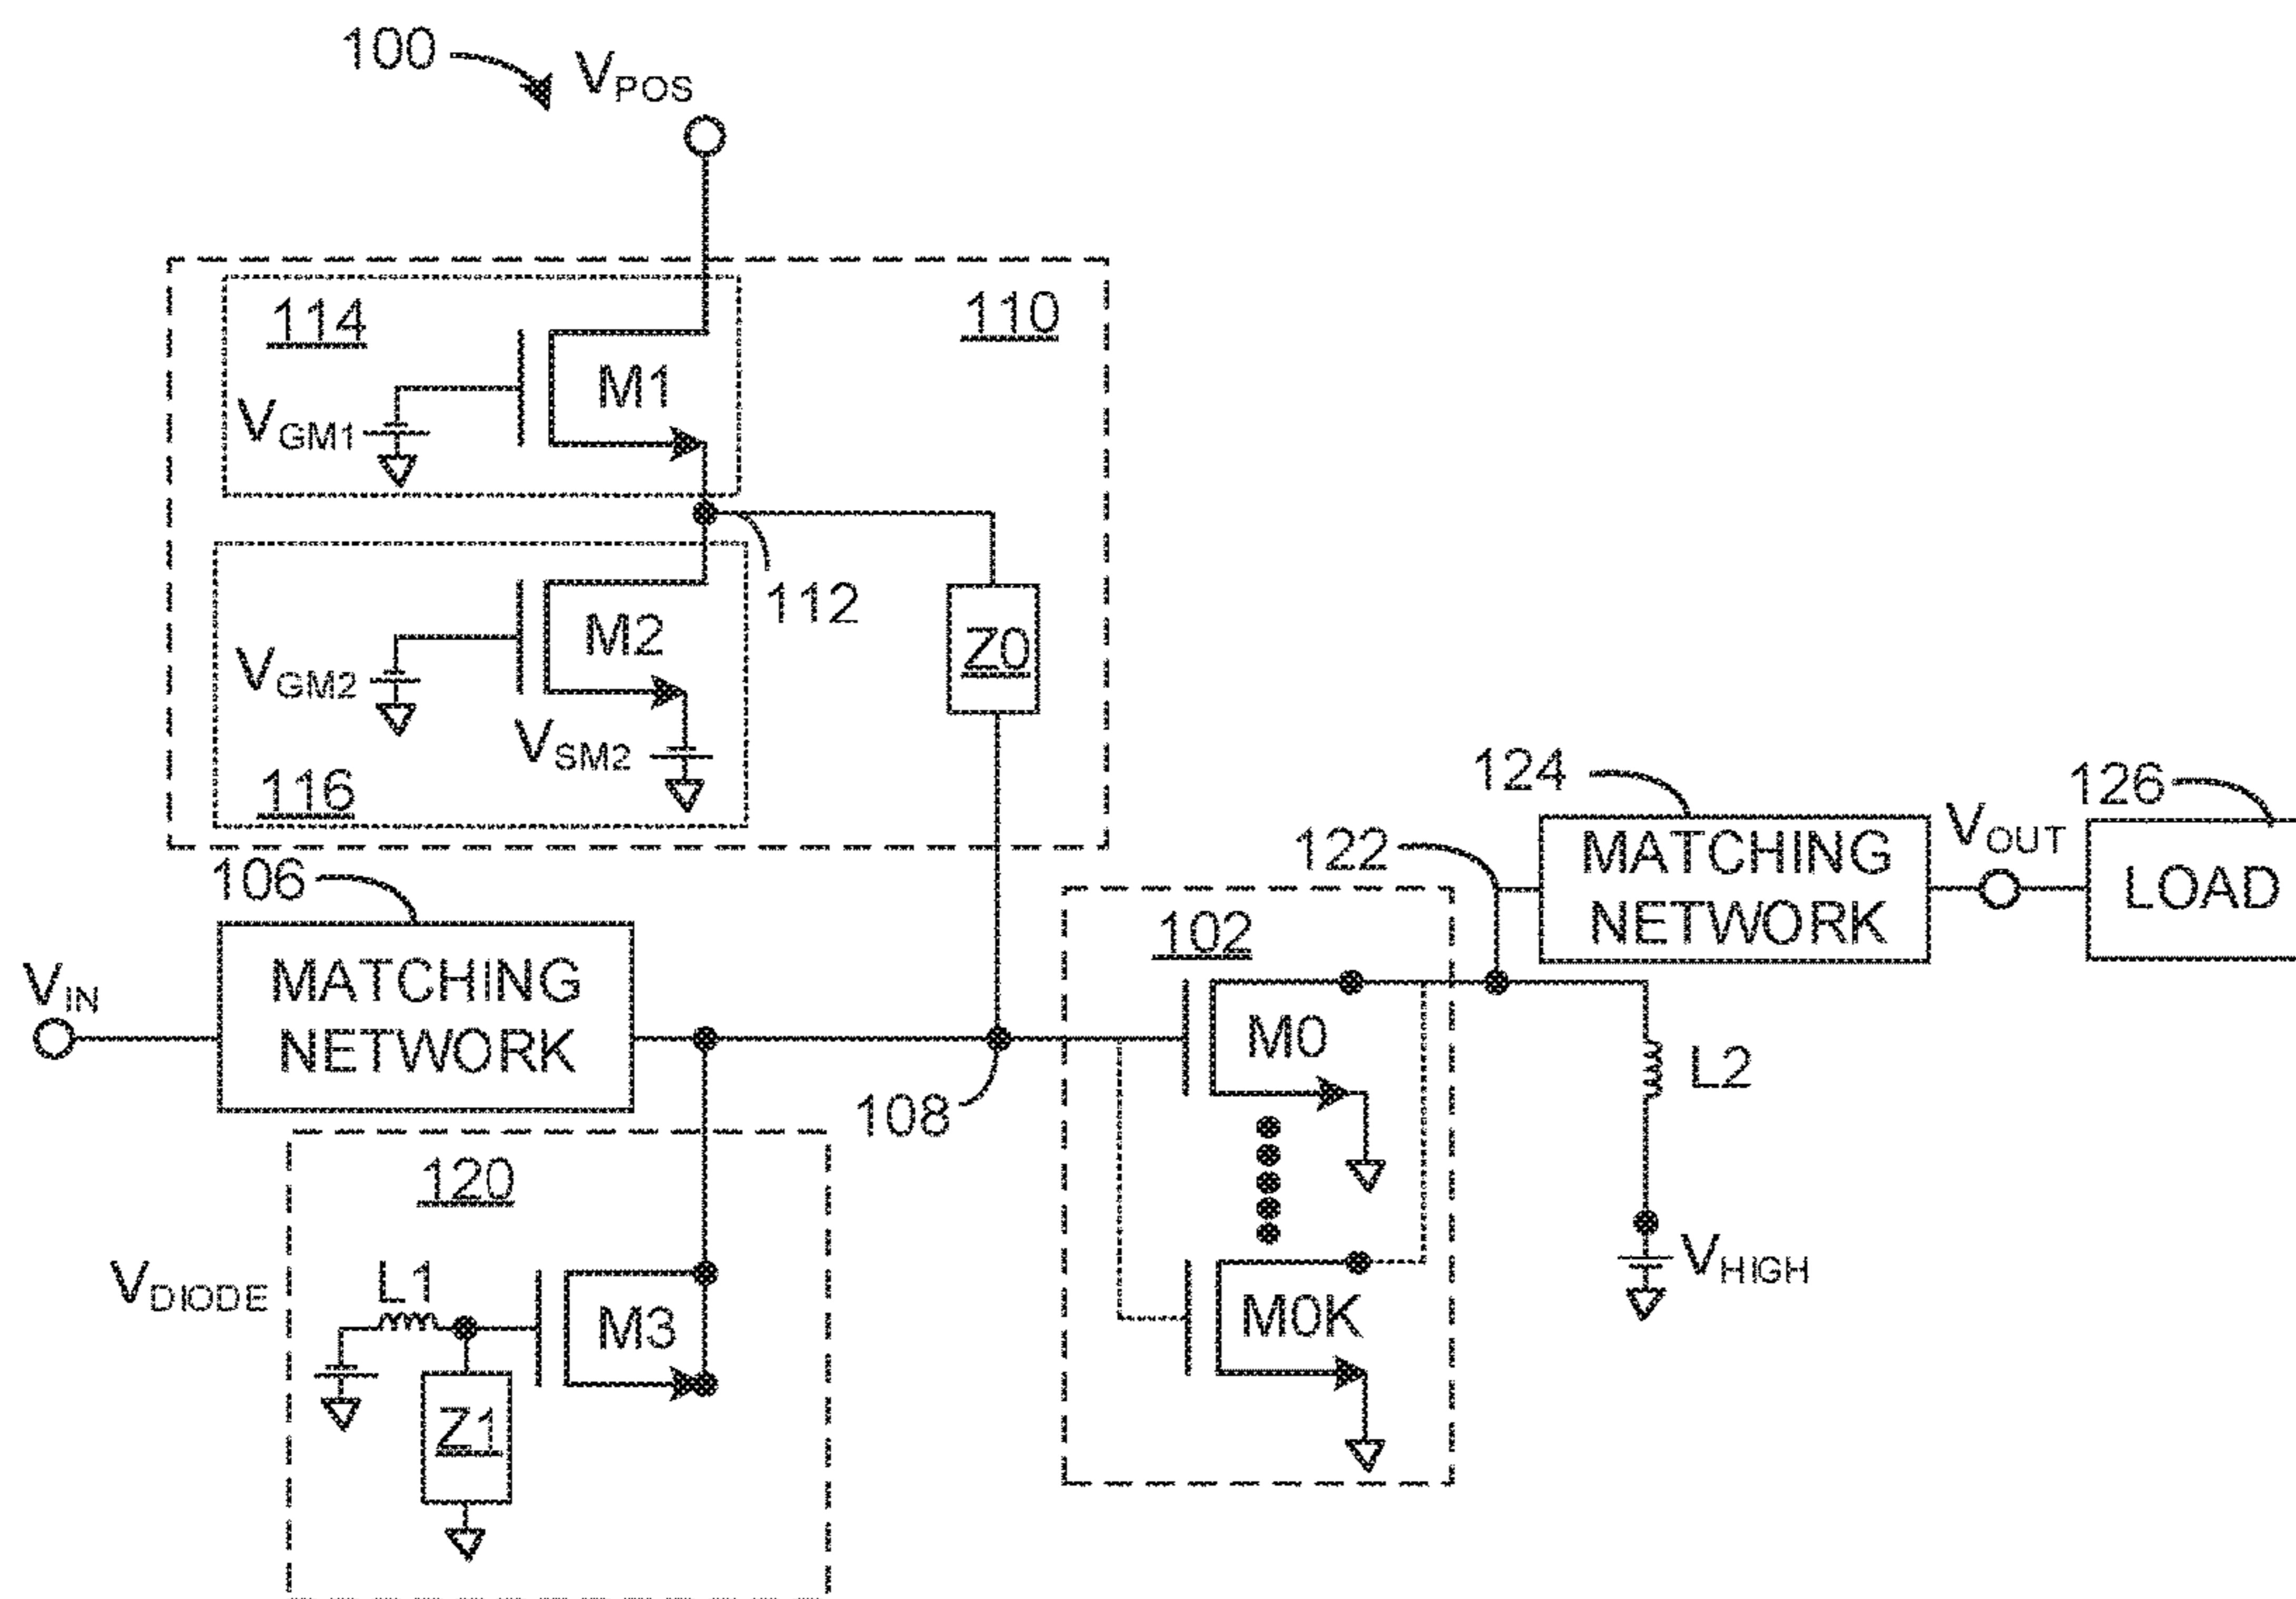 100
VPOS
114
110
M1
VGM1
112
M2
Z0
VGM2
VSM2
116
124
126
106
122
VOUT
MATCHING
NETWORK
LOAD
102
MATCHING
NETWORK
VIN
M0
L2
108
120
VHIGH
VDIODE
L1
M3
M0K
Z1